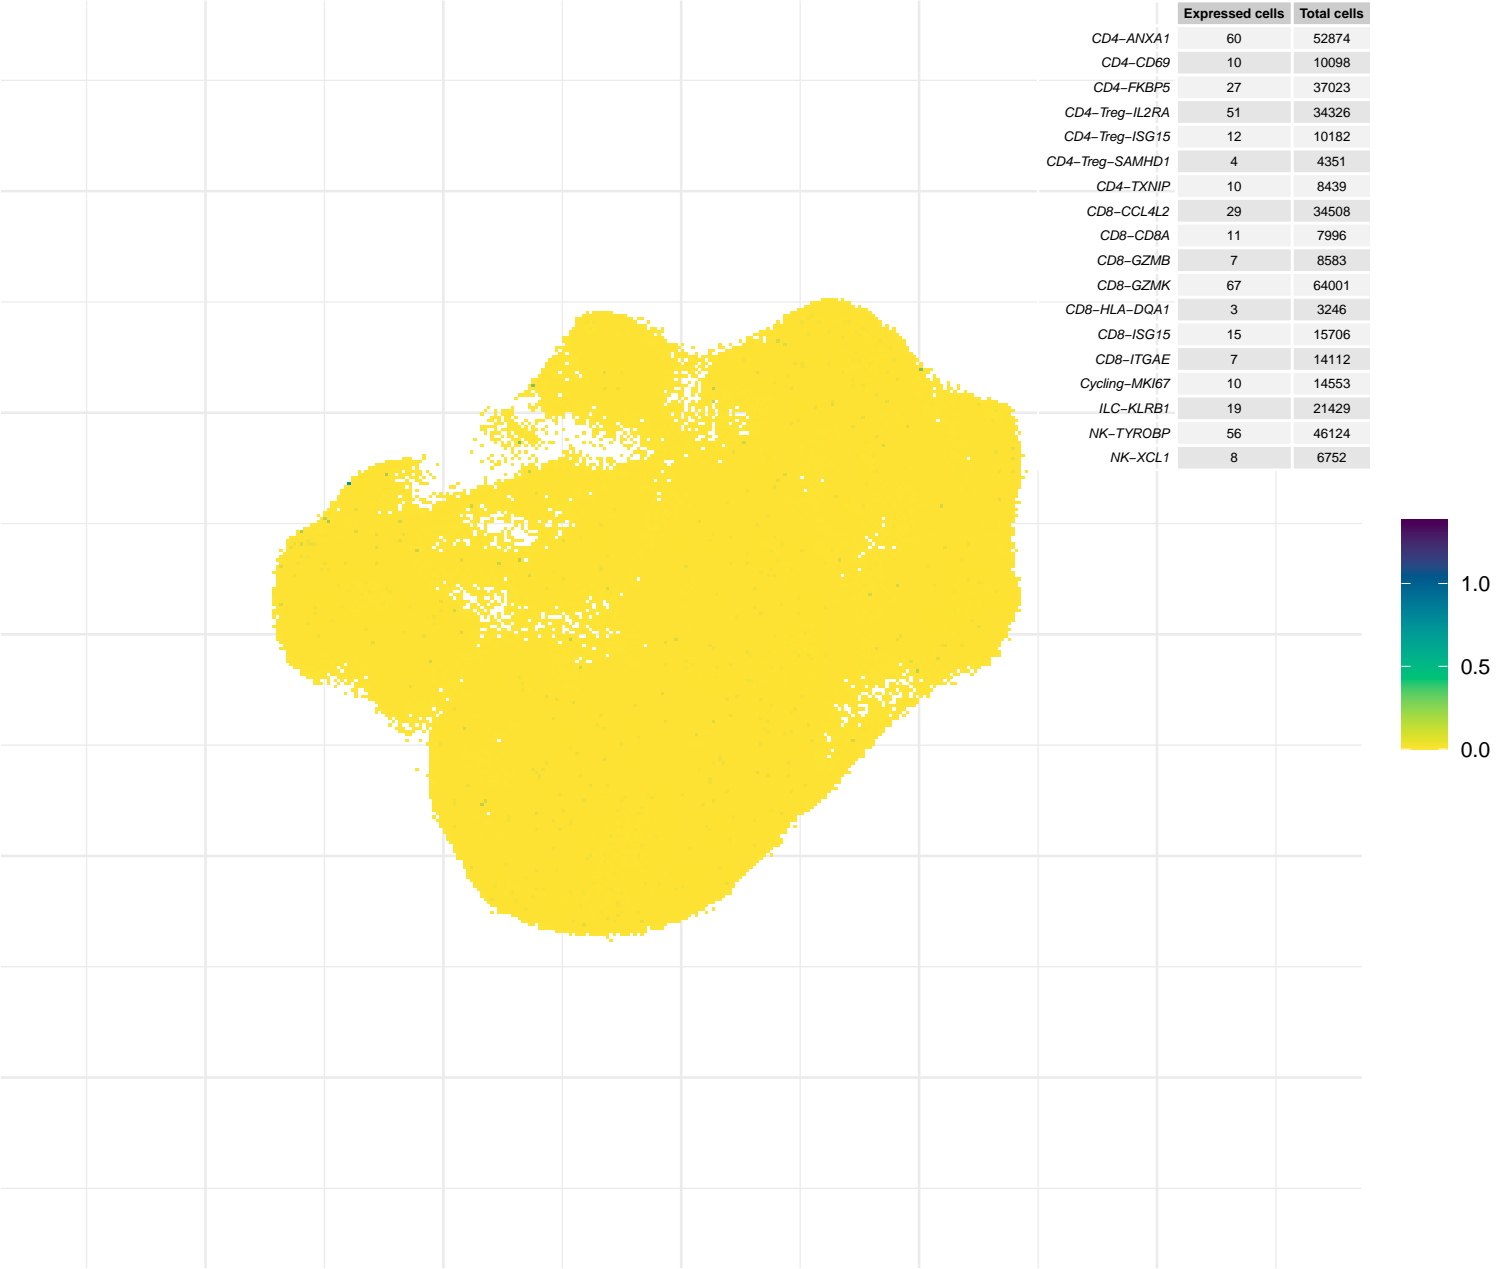 Expressed cells Total cells
CD4−ANXA1 60 52874
CD4−CD69 10 10098
CD4−FKBP5 27 37023
CD4−Treg−IL2RA 51 34326
CD4−Treg−ISG15 12 10182
CD4−Treg−SAMHD1 4 4351
CD4−TXNIP 10 8439
CD8−CCL4L2 29 34508
CD8−CD8A 11 7996
CD8−GZMB 7 8583
CD8−GZMK 67 64001
CD8−HLA−DQA1 3 3246
CD8−ISG15 15 15706
CD8−ITGAE 7 14112
Cycling−MKI67 10 14553
ILC−KLRB1 19 21429
NK−TYROBP 56 46124
NK−XCL1 8 6752
1.0
0.5
0.0